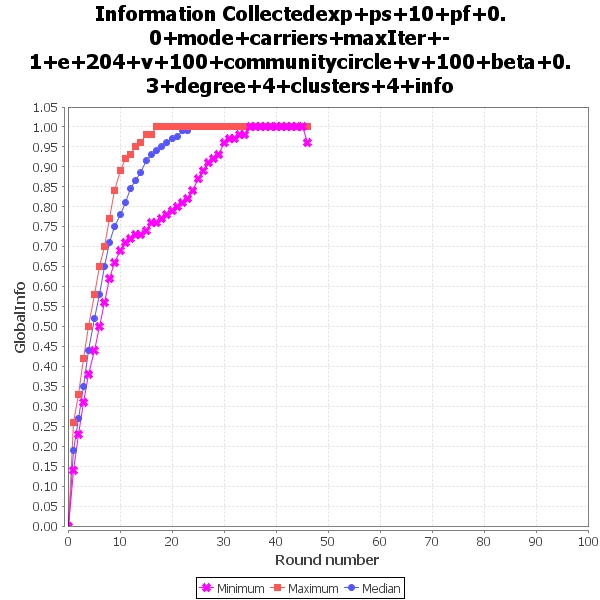 Information Collectedexp+ps+10+pf+0.
0+mode+carriers+maxIter+-
1+e+204+v+100+communitycircle+v+100+beta+0.
3+degree+4+clusters+4+info
1.05
1.00
0.95
0.90
0.85
0.80
0.75
0.70
0.65
0.60
0.55
0.50
0.45
0.40
0.35
0.30
0.25
0.20
0.15
0.10
0.05
0.00
GlobalInfo
0 10 20 30 40 50 60 70 80 90 100
Round number
Minimum Maximum Median